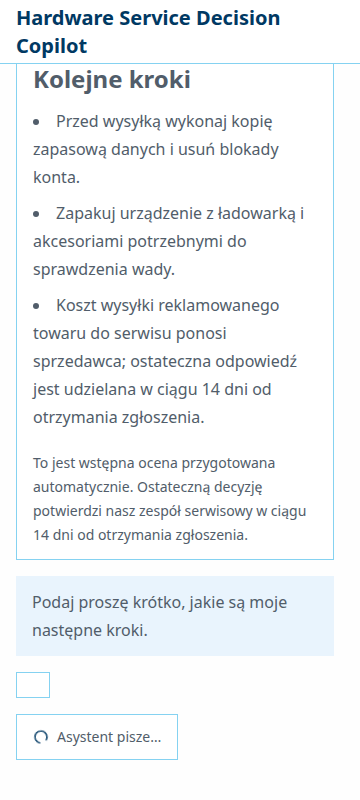 Hardware Service Decision
Copilot
Kolejne kroki
• Przed wysyłką wykonaj kopię
zapasową danych i usuń blokady
konta.
• Zapakuj urządzenie z ładowarką i
akcesoriami potrzebnymi do
sprawdzenia wady.
• Koszt wysyłki reklamowanego
towaru do serwisu ponosi
sprzedawca; ostateczna odpowiedź
jest udzielana w ciągu 14 dni od
otrzymania zgłoszenia.
To jest wstępna ocena przygotowana
automatycznie. Ostateczną decyzję
potwierdzi nasz zespół serwisowy w ciągu
14 dni od otrzymania zgłoszenia.
Podaj proszę krótko, jakie są moje
następne kroki.
Asystent pisze...